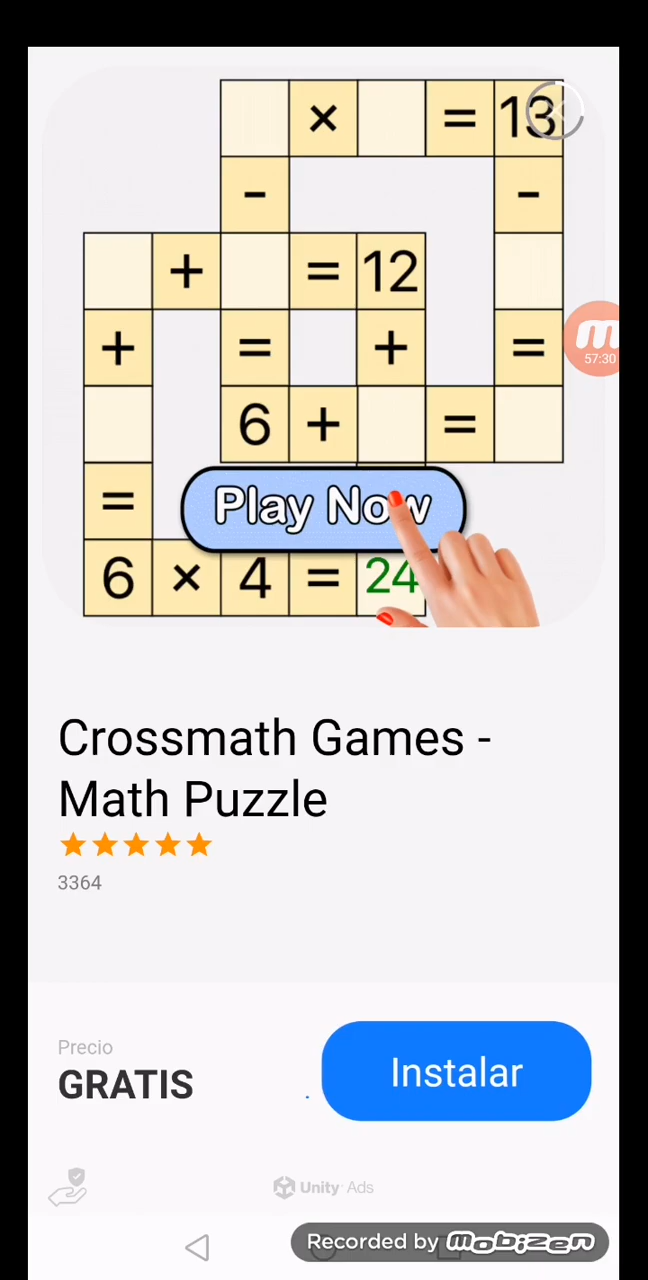 × = 13
- -
+ = 12
+ = + =
6 + =
=
Play Now
6 × 4 = 24
57:30
Crossmath Games -
Math Puzzle
3364
Precio
GRATIS
Instalar
Unity Ads
Recorded by mobizen